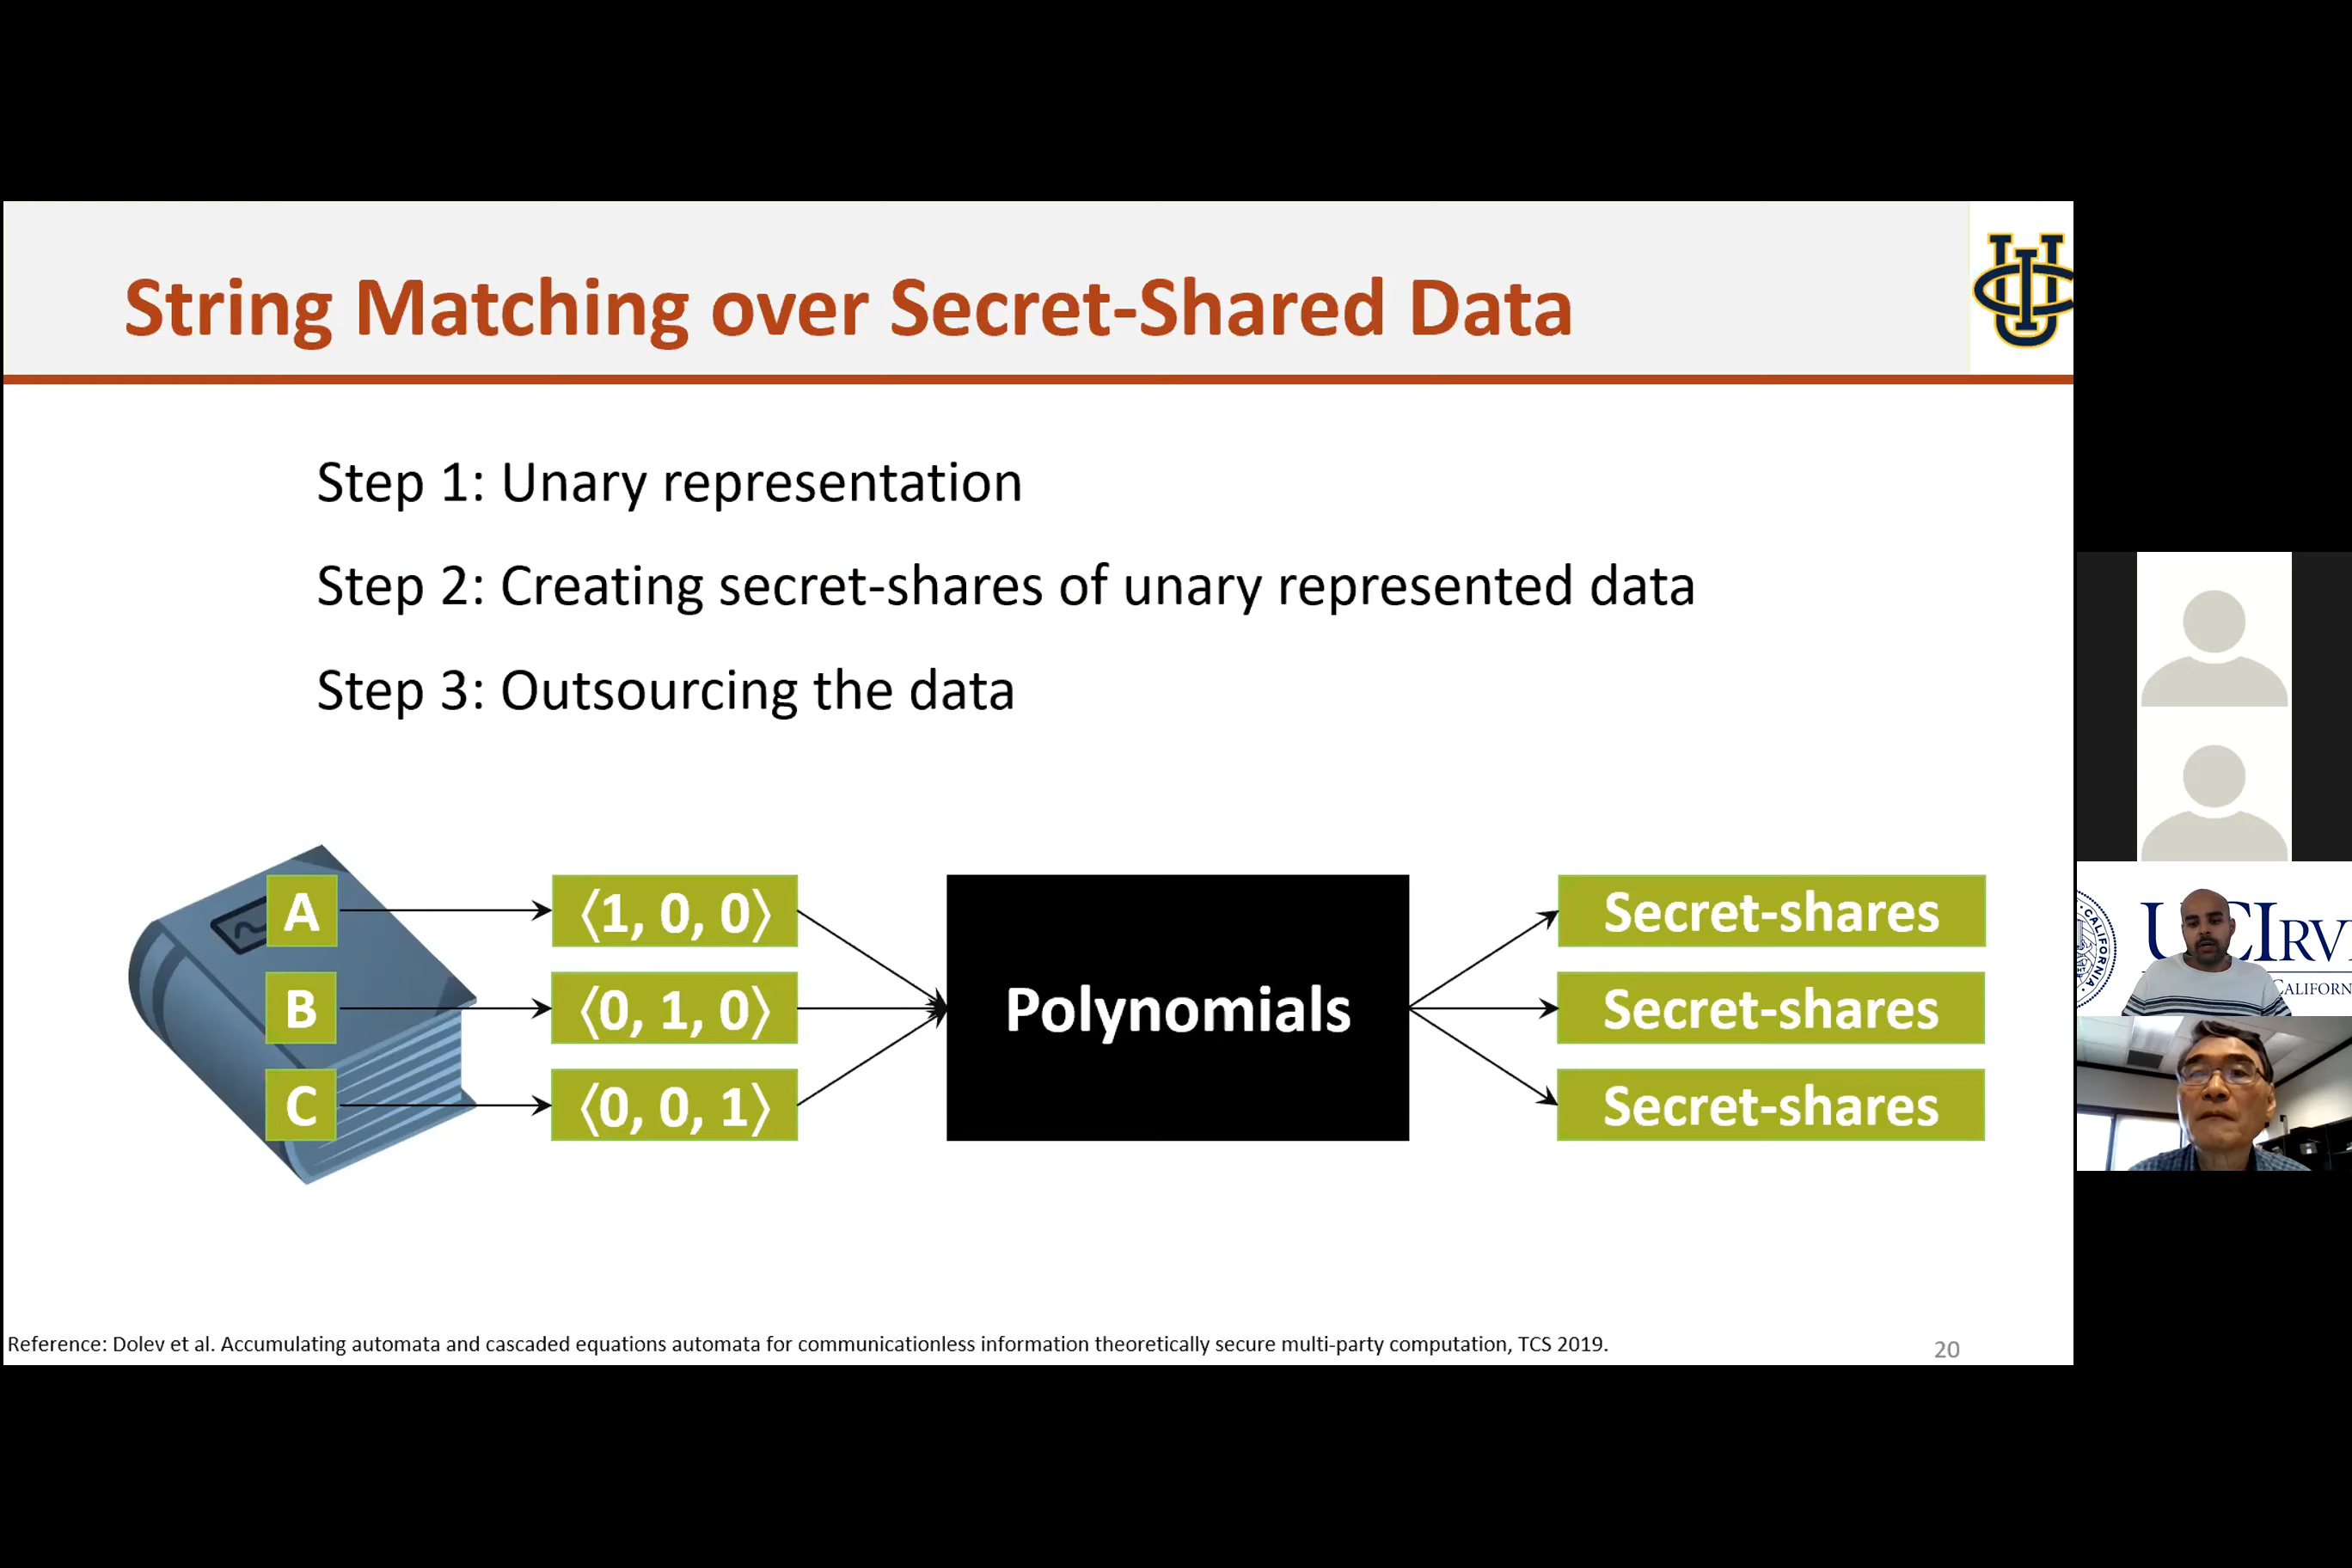 String Matching over Secret-Shared Data
Step 1: Unary representation
Step 2: Creating secret-shares of unary represented data
Step 3: Outsourcing the data
A
⟨1, 0, 0⟩
Secret-shares
B
⟨0, 1, 0⟩
Polynomials
Secret-shares
C
⟨0, 0, 1⟩
Secret-shares
Reference: Dolev et al. Accumulating automata and cascaded equations automata for communicationless information theoretically secure multi-party computation, TCS 2019.
20
UCI